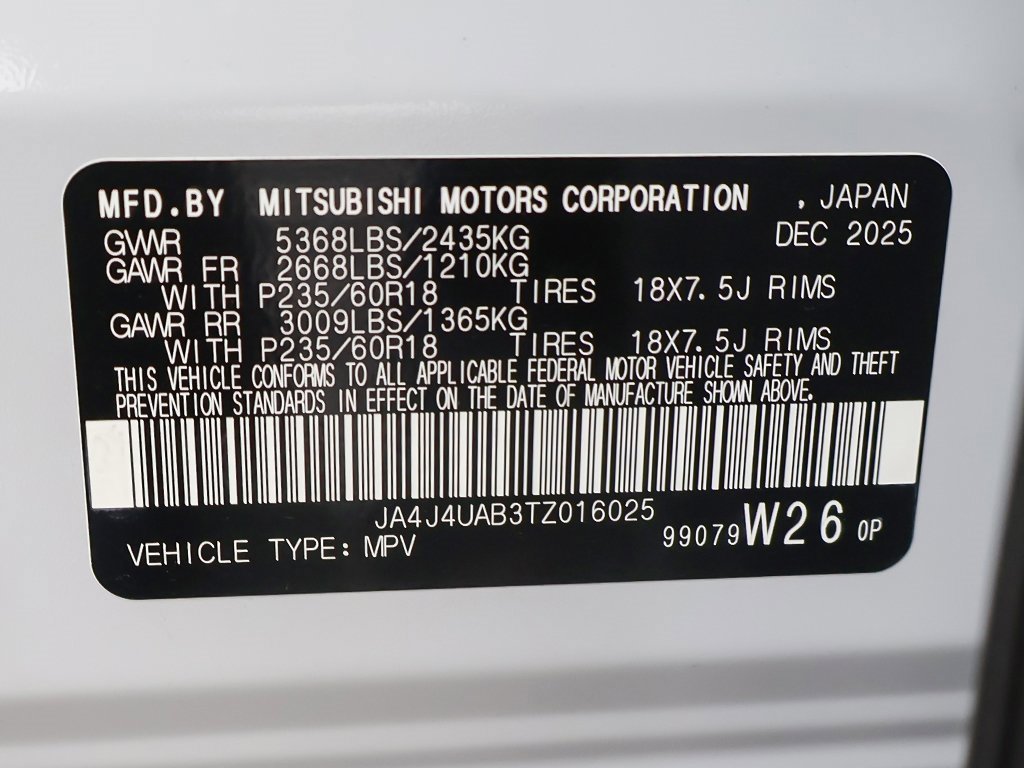 MFD.BY MITSUBISHI MOTORS CORPORATION , JAPAN
DEC 2025
GVWR 5368LBS/2435KG
GAWR FR 2668LBS/1210KG
WITH P235/60R18 TIRES 18X7.5J RIMS
GAWR RR 3009LBS/1365KG
WITH P235/60R18 TIRES 18X7.5J RIMS
THIS VEHICLE CONFORMS TO ALL APPLICABLE FEDERAL MOTOR VEHICLE SAFETY AND THEFT
PREVENTION STANDARDS IN EFFECT ON THE DATE OF MANUFACTURE SHOWN ABOVE.
JA4J4UAB3TZ016025
VEHICLE TYPE: MPV
99079 W26 0P